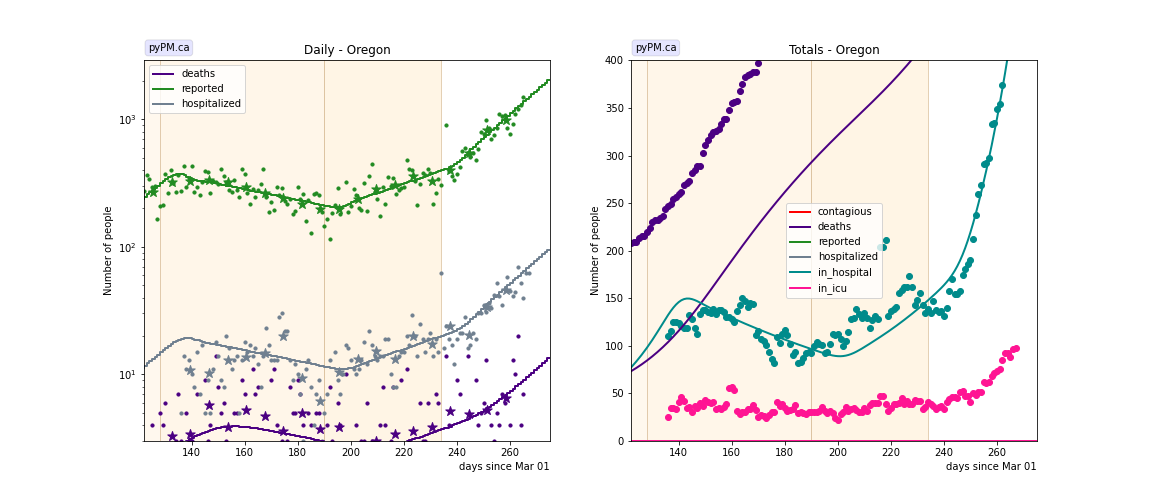 pyPM.ca
Daily - Oregon
deaths
reported
hospitalized
Number of people
10³
10²
10¹
140 160 180 200 220 240 260
days since Mar 01
pyPM.ca
Totals - Oregon
contagious
deaths
reported
hospitalized
in_hospital
in_icu
Number of people
400
350
300
250
200
150
100
50
0
140 160 180 200 220 240 260
days since Mar 01